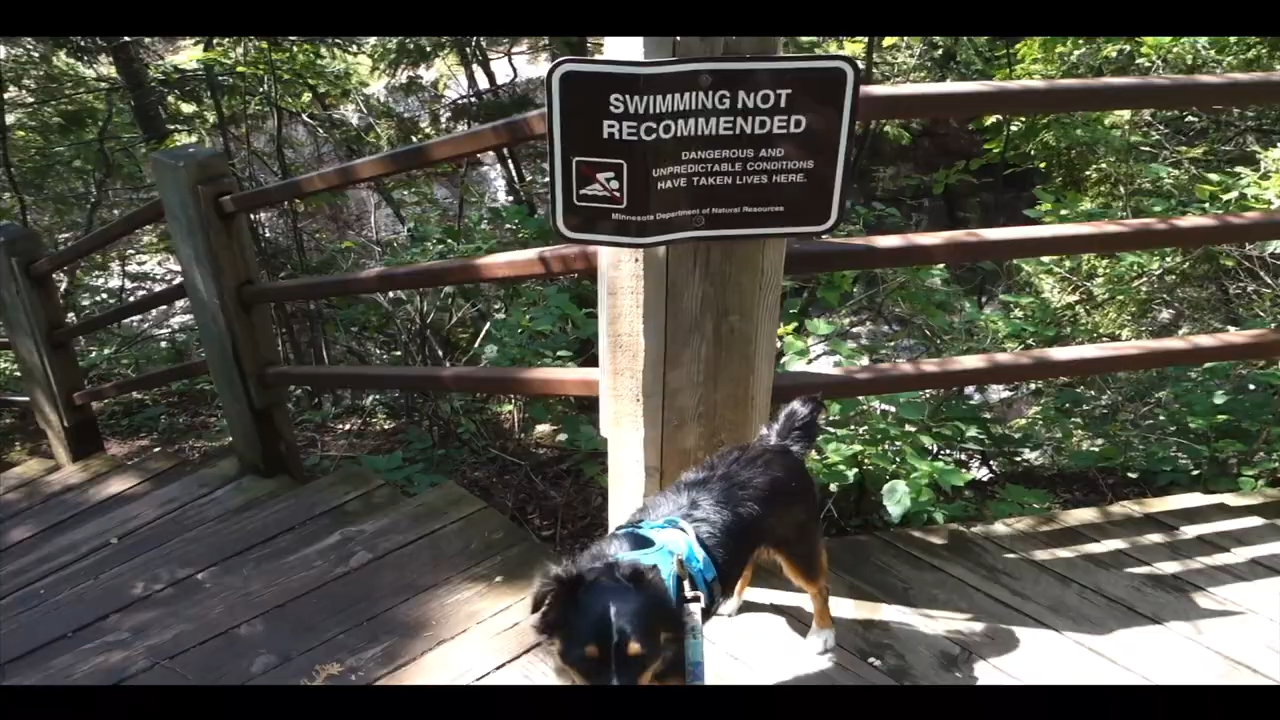 SWIMMING NOT
RECOMMENDED
DANGEROUS AND
UNPREDICTABLE CONDITIONS
HAVE TAKEN LIVES HERE.
Minnesota Department of Natural Resources